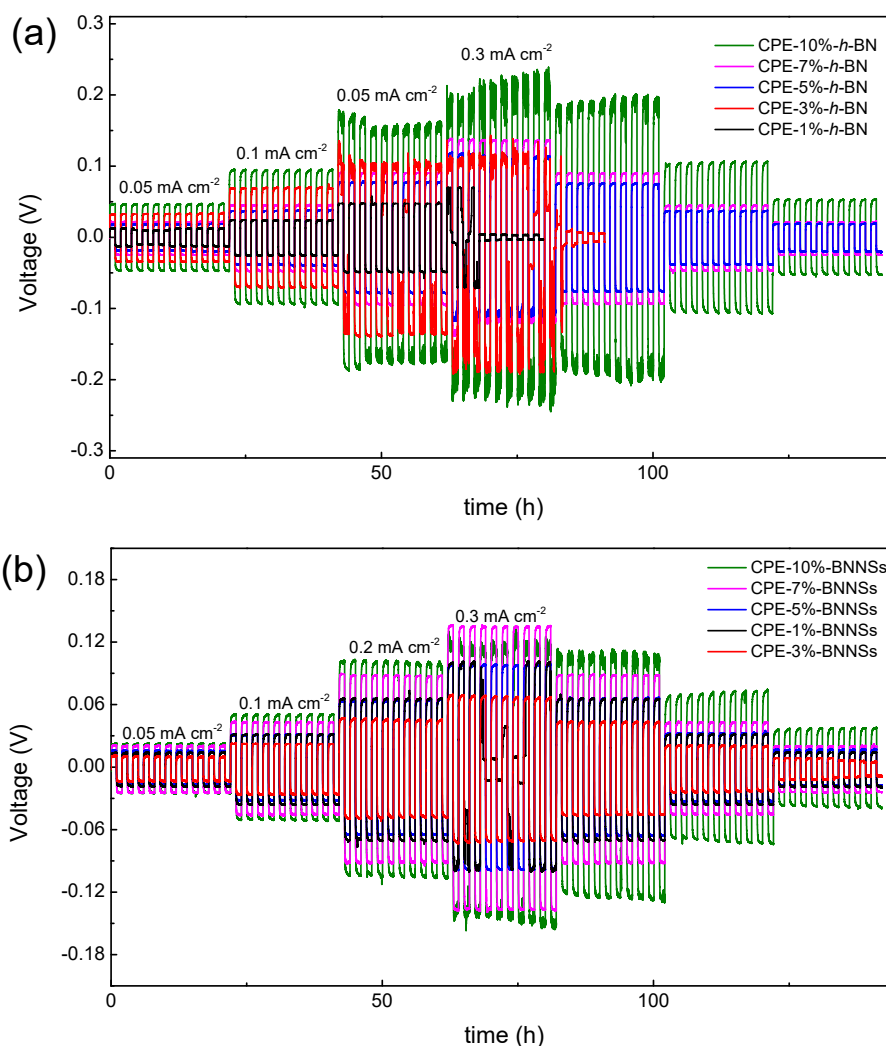 (a)
0.3
0.2
0.1
0.0
-0.1
-0.2
-0.3
Voltage (V)
0.05 mA cm-2
0.1 mA cm-2
0.05 mA cm-2
0.3 mA cm-2
CPE-10%-h-BN
CPE-7%-h-BN
CPE-5%-h-BN
CPE-3%-h-BN
CPE-1%-h-BN
0 50 100
time (h)
(b)
0.18
0.12
0.06
0.00
-0.06
-0.12
-0.18
Voltage (V)
0.05 mA cm-2
0.1 mA cm-2
0.2 mA cm-2
0.3 mA cm-2
CPE-10%-BNNSs
CPE-7%-BNNSs
CPE-5%-BNNSs
CPE-1%-BNNSs
CPE-3%-BNNSs
0 50 100
time (h)